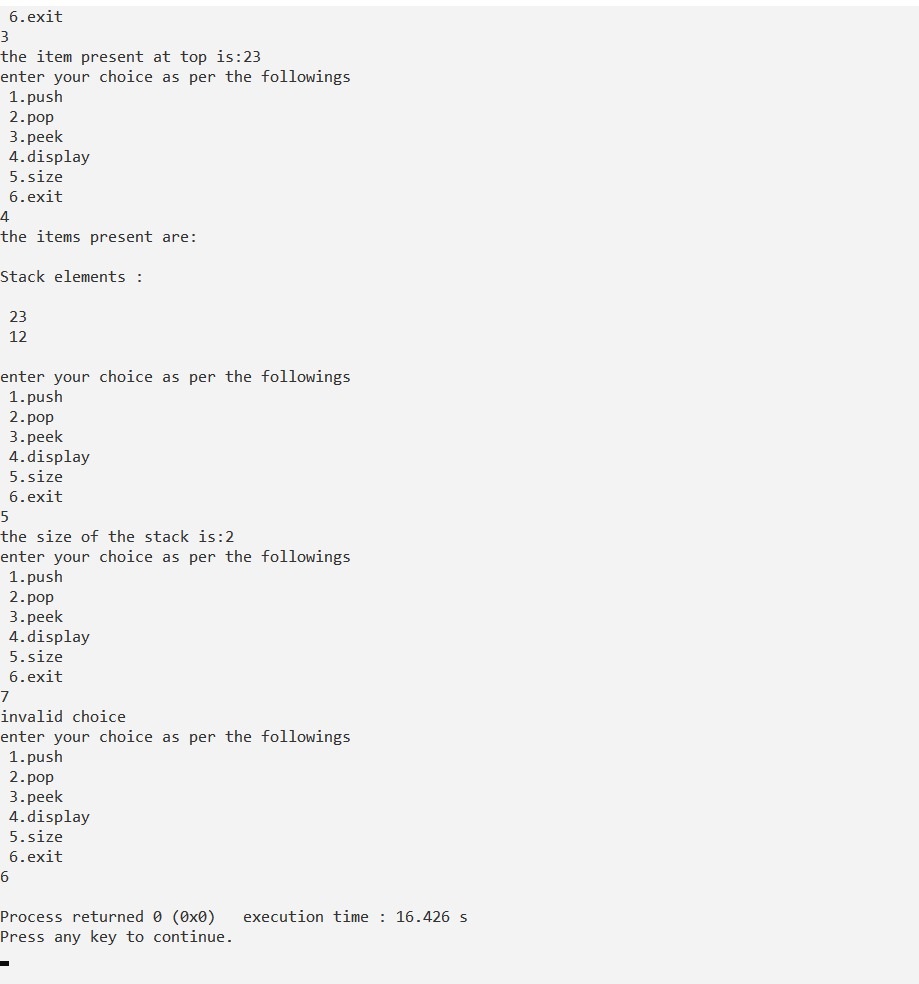 6.exit
3
the item present at top is:23
enter your choice as per the followings
1.push
2.pop
3.peek
4.display
5.size
6.exit
4
the items present are:
Stack elements :
23
12
enter your choice as per the followings
1.push
2.pop
3.peek
4.display
5.size
6.exit
5
the size of the stack is:2
enter your choice as per the followings
1.push
2.pop
3.peek
4.display
5.size
6.exit
7
invalid choice
enter your choice as per the followings
1.push
2.pop
3.peek
4.display
5.size
6.exit
6
Process returned 0 (0x0)   execution time : 16.426 s
Press any key to continue.